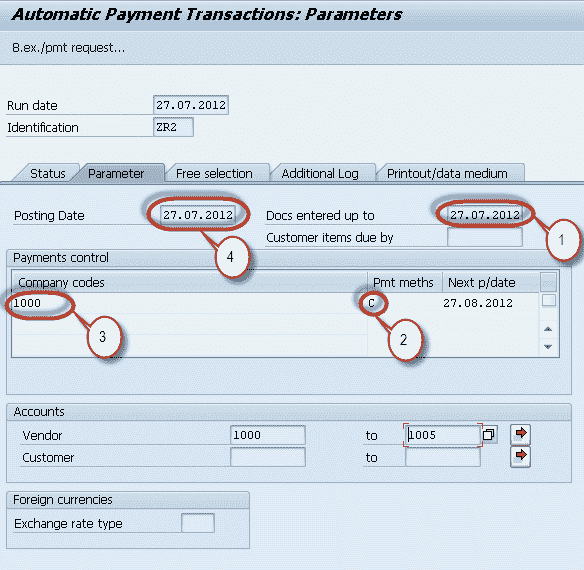 Automatic Payment Transactions: Parameters
B.ex./pmt request...
Run date 27.07.2012
Identification ZR2
Status Parameter Free selection Additional Log Printout/data medium
Posting Date 27.07.2012 Docs entered up to 27.07.2012
Customer items due by
1
4
Payments control
Company codes Pmt meths Next p/date
1000 C 27.08.2012
3 2
Accounts
Vendor 1000 to 1005
Customer to
Foreign currencies
Exchange rate type